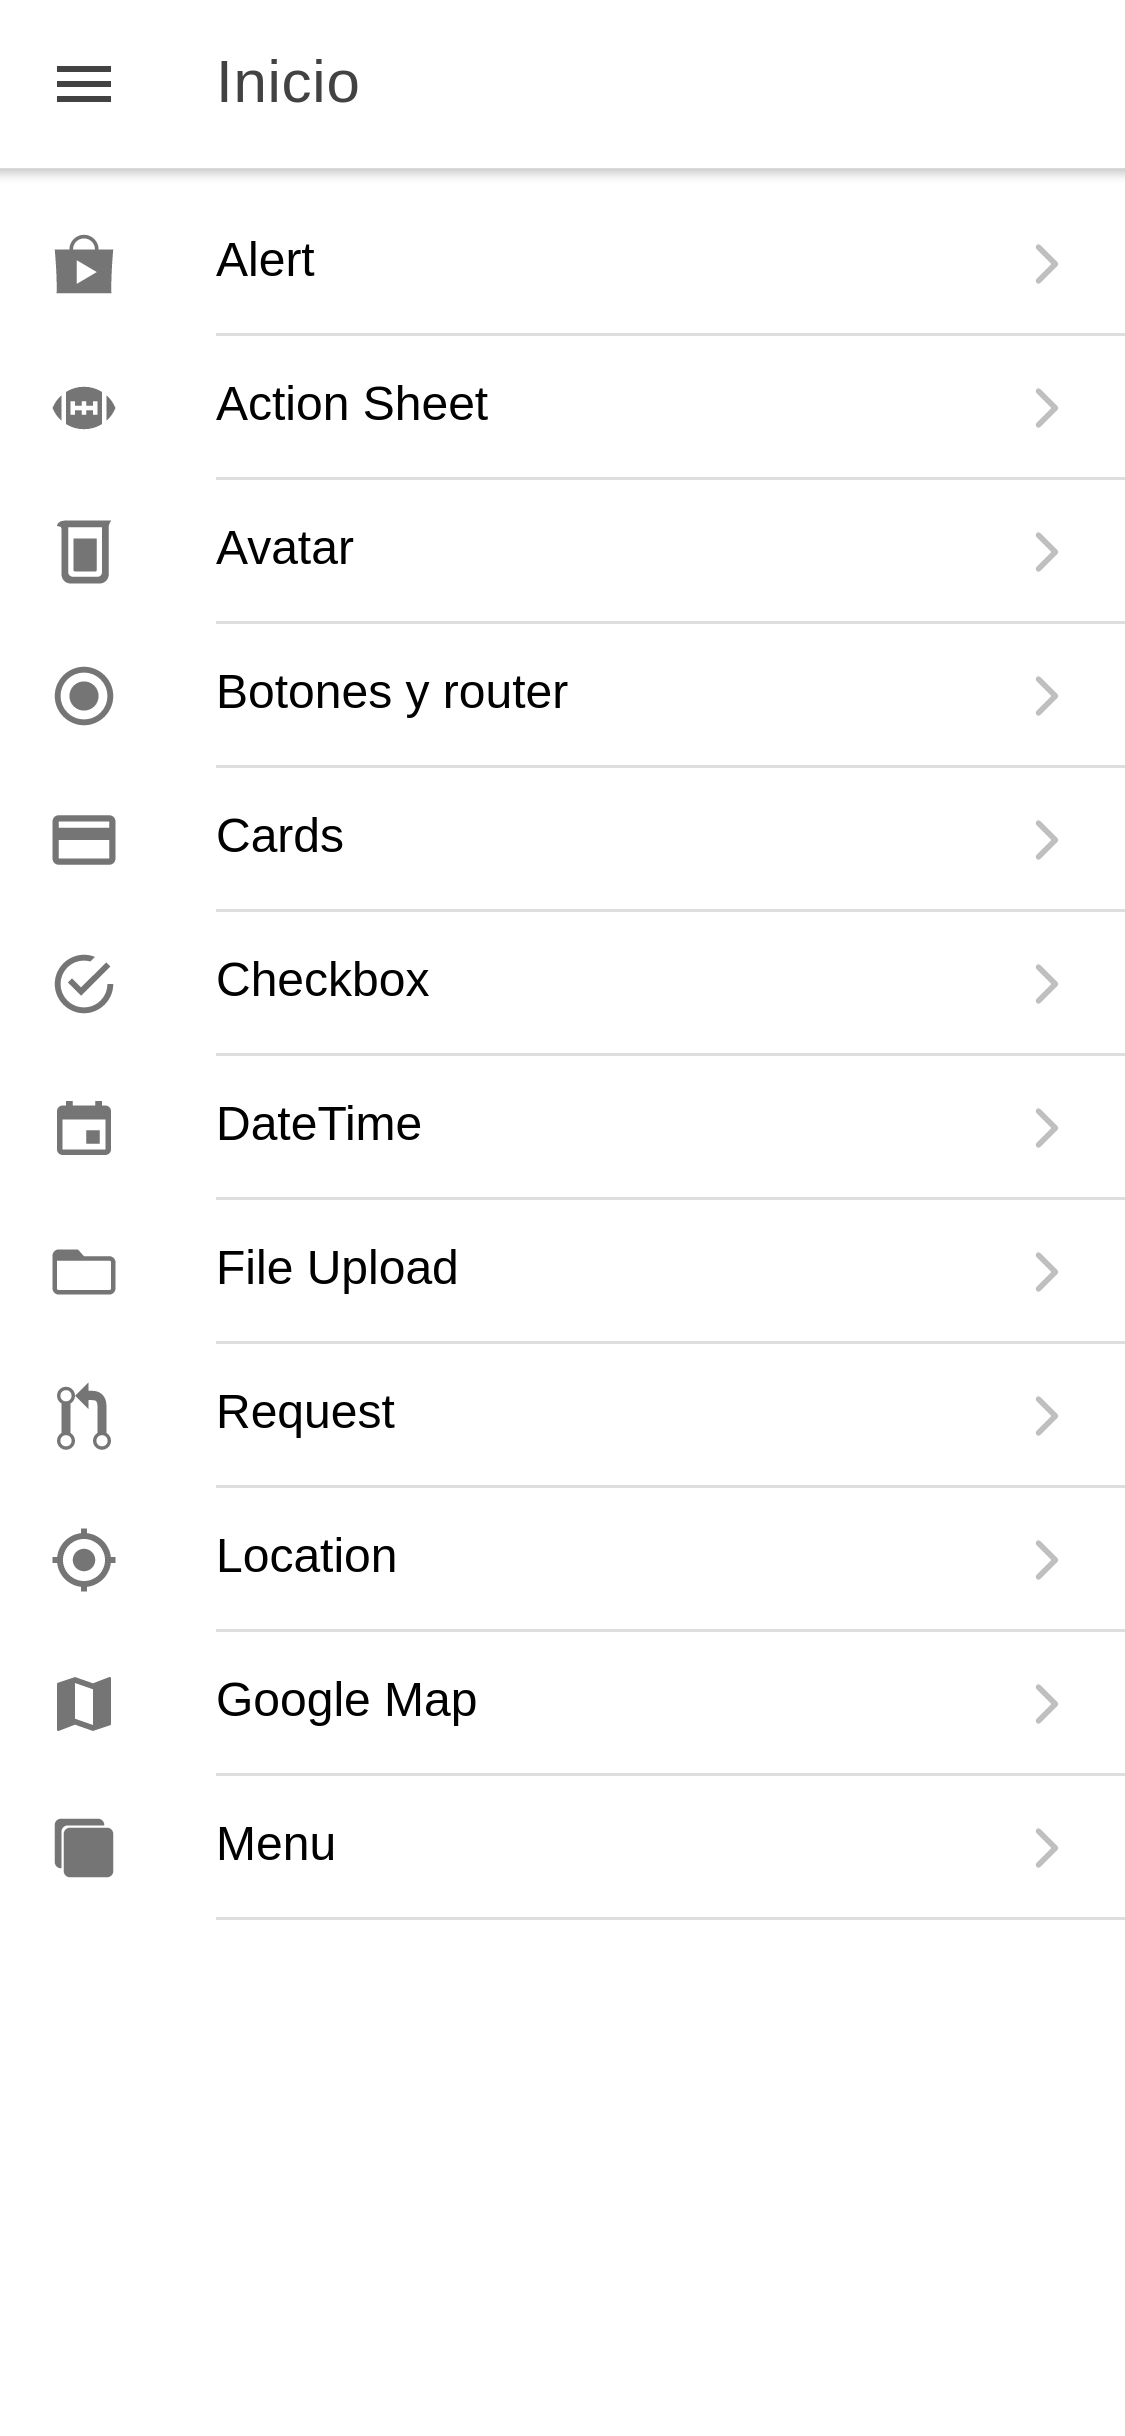 Inicio
Alert
Action Sheet
Avatar
Botones y router
Cards
Checkbox
DateTime
File Upload
Request
Location
Google Map
Menu